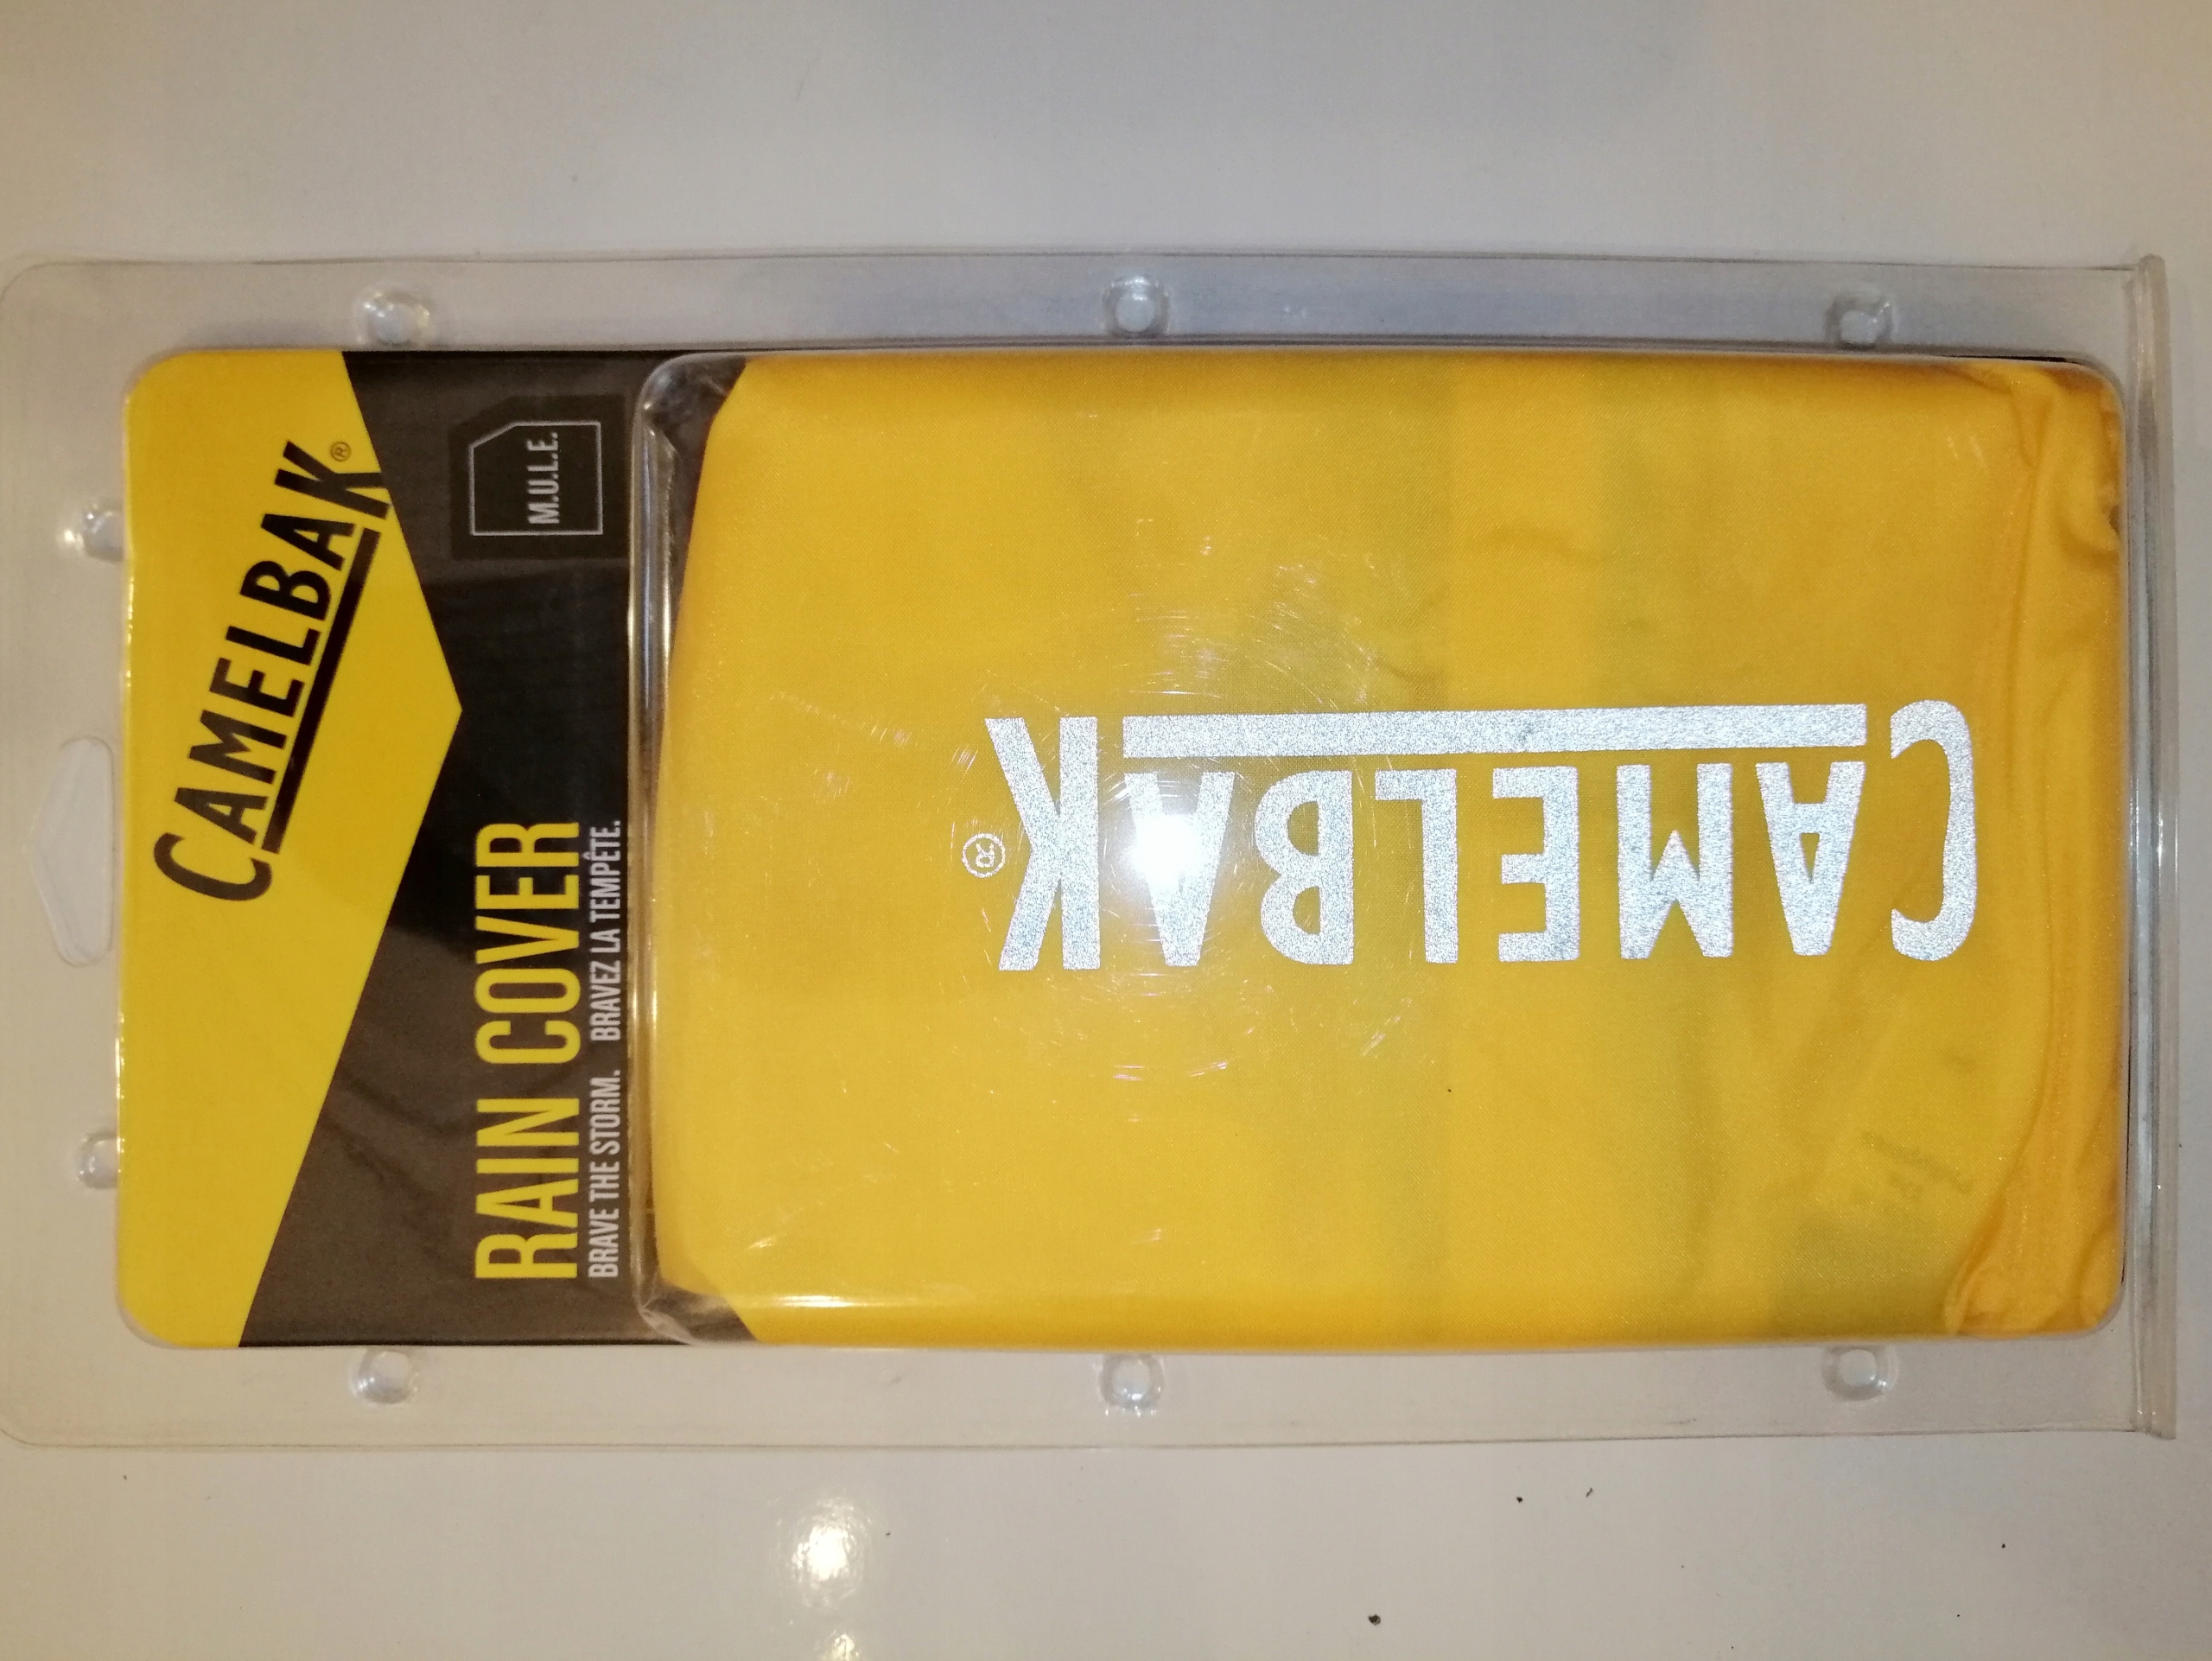 CAMELBAK®
M.U.L.E.
RAIN COVER
BRAVE THE STORM. BRAVEZ LA TEMPÊTE.
CAMELBAK®